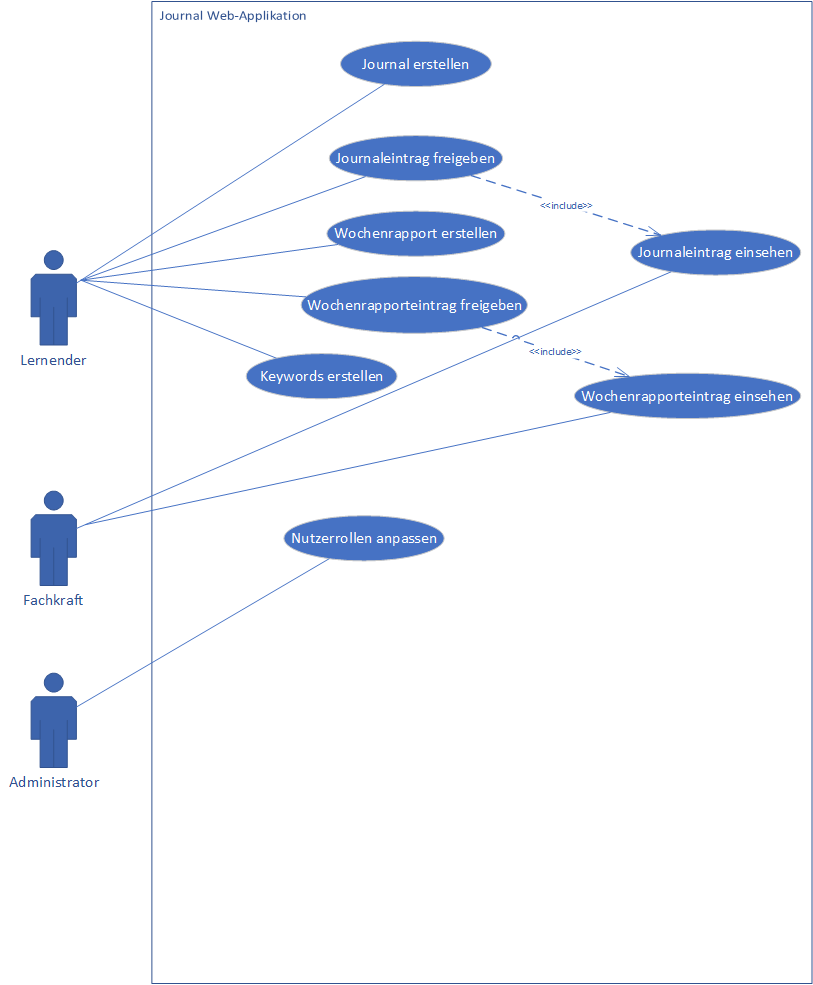 Journal Web-Applikation
Journal erstellen
Journaleintrag freigeben
<<include>>
Wochenrapport erstellen
Journaleintrag einsehen
Wochenrapporteintrag freigeben
<<include>>
Lernender
Keywords erstellen
Wochenrapporteintrag einsehen
Nutzerrollen anpassen
Fachkraft
Administrator